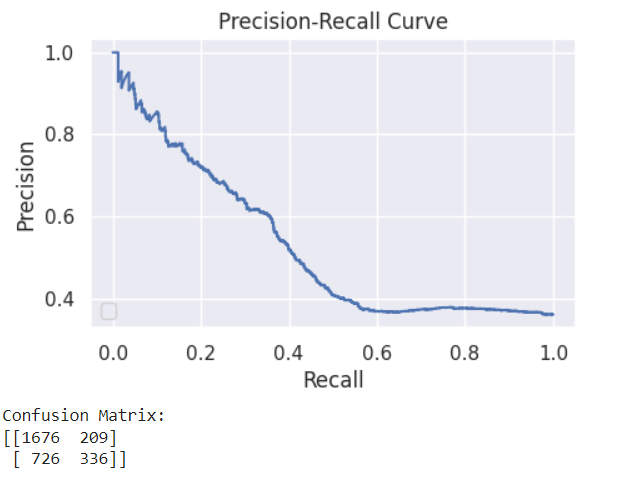 Precision-Recall Curve
1.0
0.8
0.6
0.4
Precision
0.0 0.2 0.4 0.6 0.8 1.0
Recall
Confusion Matrix:
[[1676  209]
 [ 726  336]]